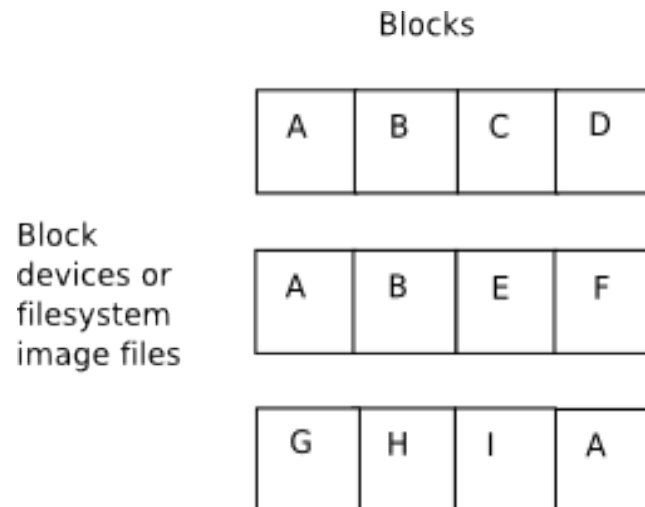 Blocks
A B C D
Block
devices or
filesystem
image files
A B E F
G H I A